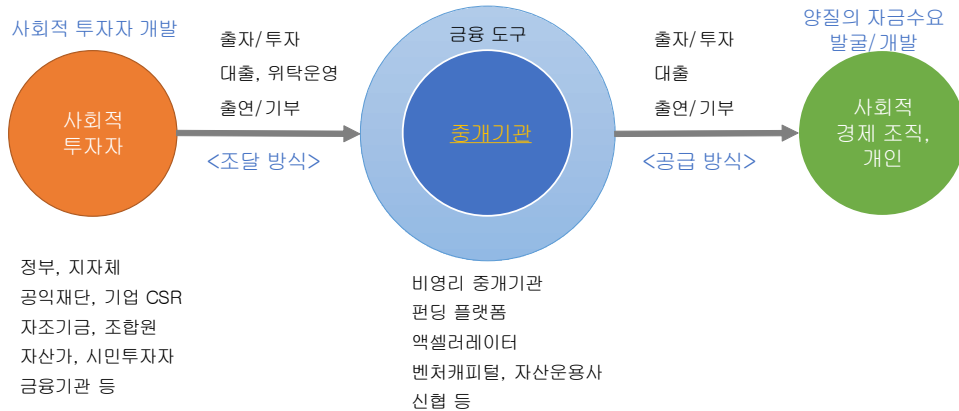 사회적 투자자 개발
사회적
투자자
정부, 지자체
공익재단, 기업 CSR
자조기금, 조합원
자산가, 시민투자자
금융기관 등
출자/투자
대출, 위탁운영
출연/기부
<조달 방식>
금융 도구
중개기관
비영리 중개기관
펀딩 플랫폼
액셀러레이터
벤처캐피털, 자산운용사
신협 등
출자/투자
대출
출연/기부
<공급 방식>
양질의 자금수요
발굴/개발
사회적
경제 조직,
개인